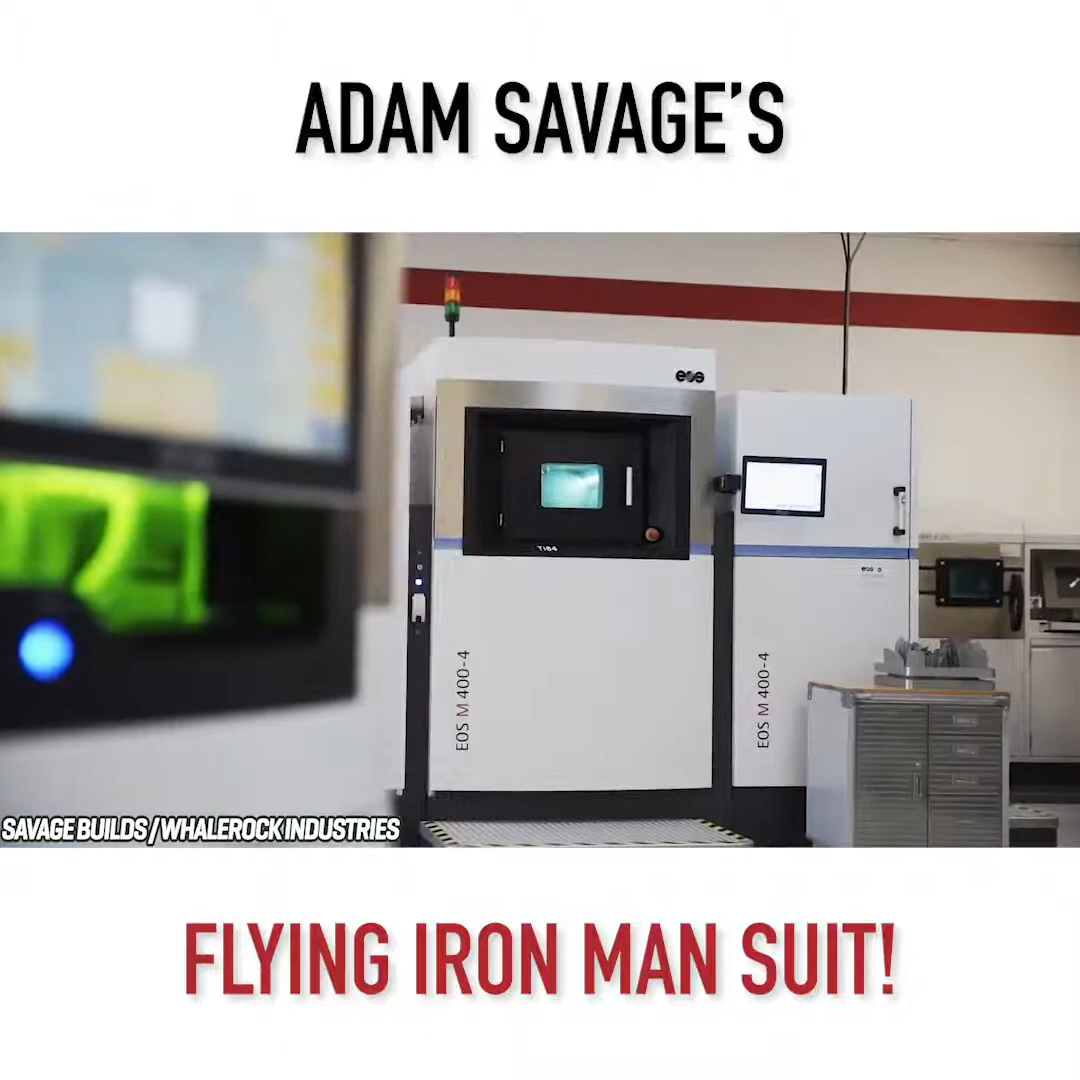 ADAM SAVAGE'S
eos
Ti64
EOS M 400-4
EOS M 400-4
SAVAGE BUILDS / WHALEROCK INDUSTRIES
FLYING IRON MAN SUIT!